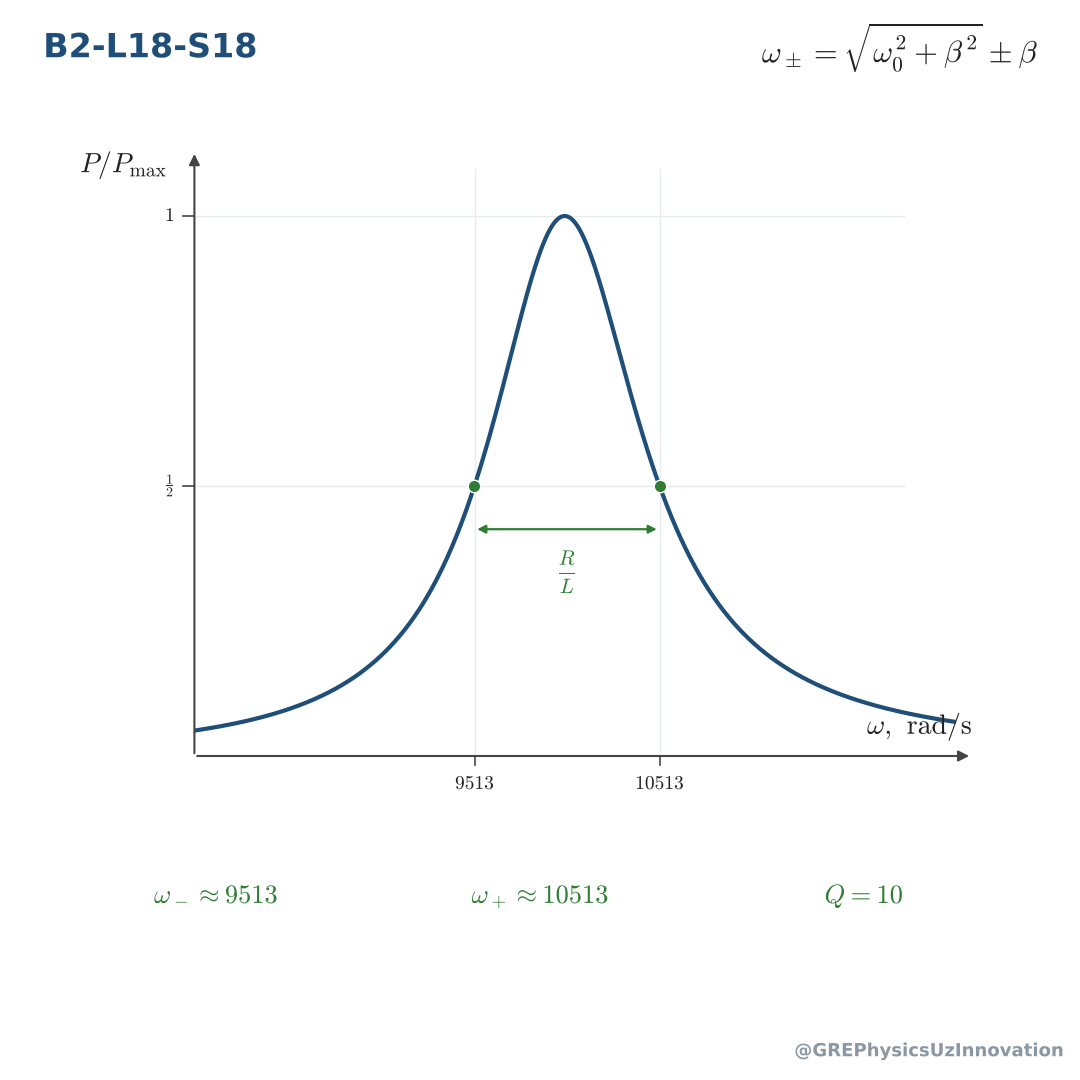 B2-L18-S18
ω± = √(ω₀² + β²) ± β
P/Pmax
1
1/2
R/L
ω, rad/s
9513 10513
ω₋ ≈ 9513 ω₊ ≈ 10513 Q = 10
@GREPhysicsUzInnovation